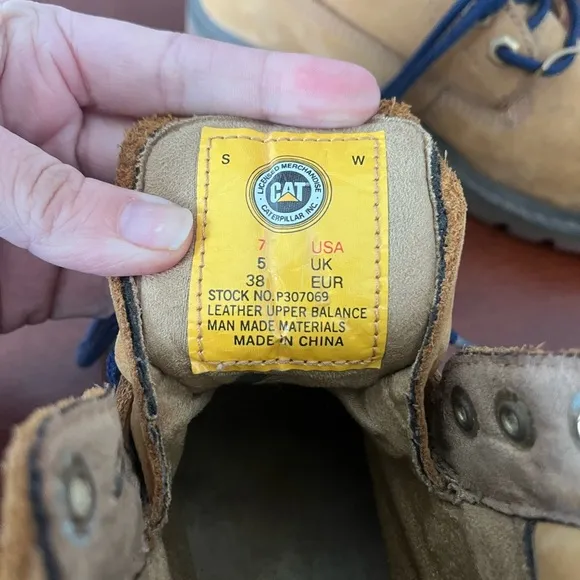 S W
LICENSED MERCHANDISE
CAT
CATERPILLAR INC.
7 USA
5 UK
38 EUR
STOCK NO.P307069
LEATHER UPPER BALANCE
MAN MADE MATERIALS
MADE IN CHINA